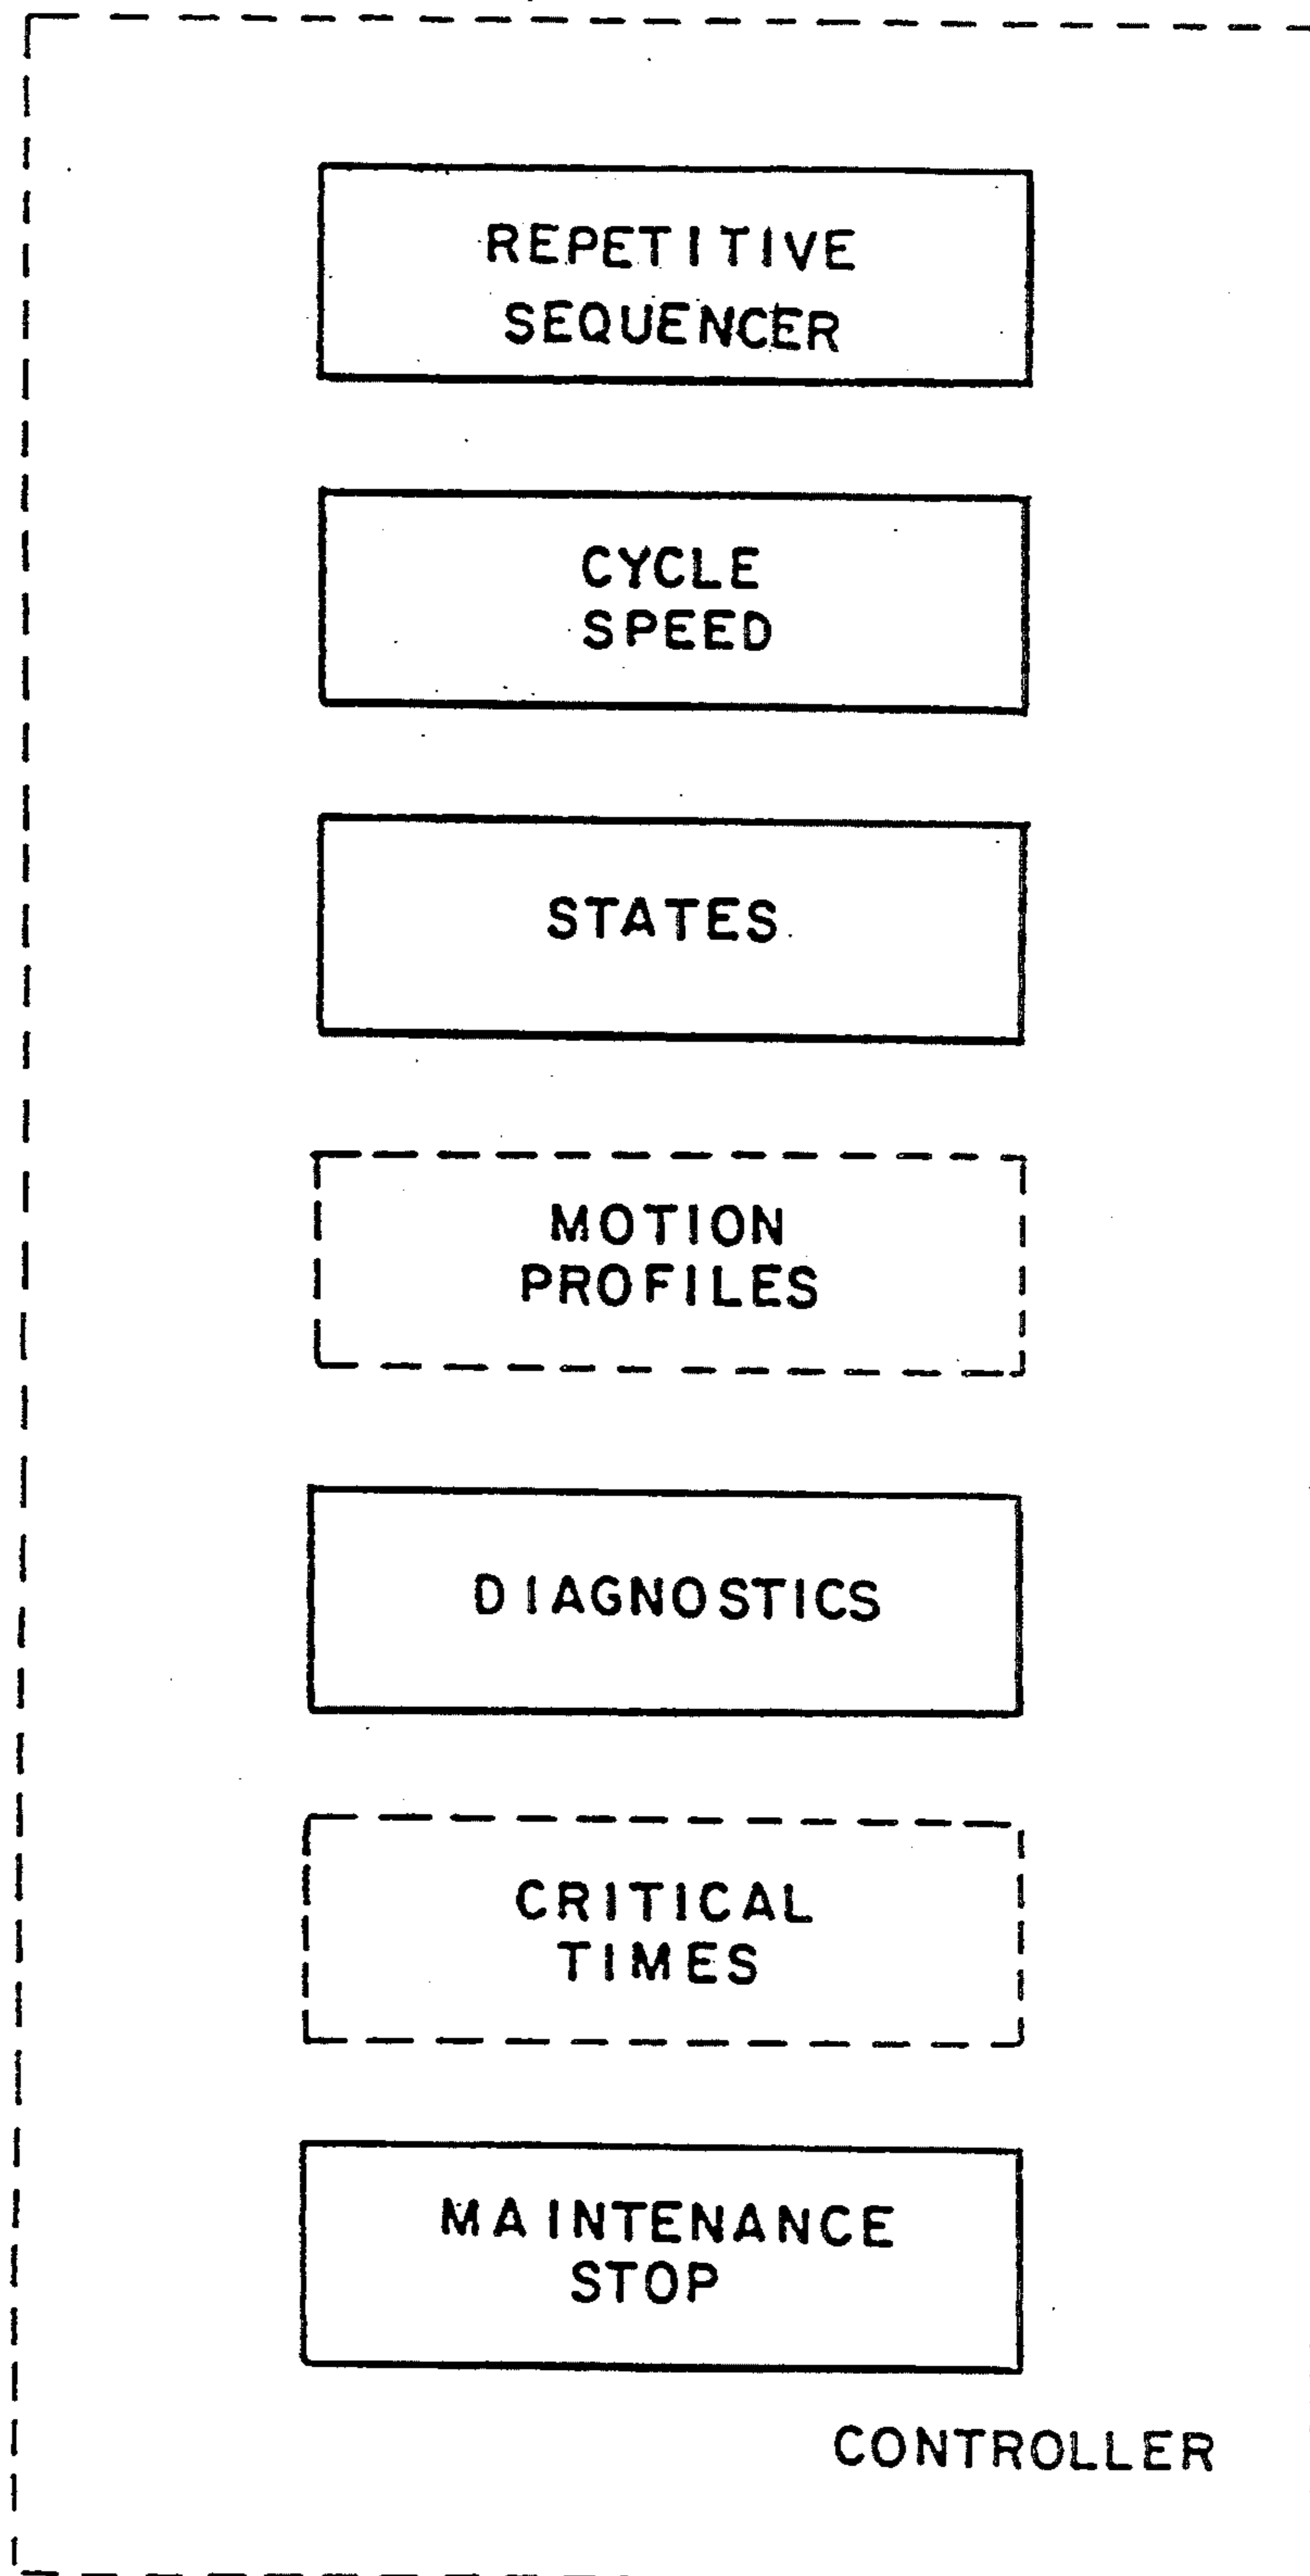 REPETITIVE
SEQUENCER
CYCLE
SPEED
STATES
MOTION
PROFILES
DIAGNOSTICS
CRITICAL
TIMES
MAINTENANCE
STOP
CONTROLLER